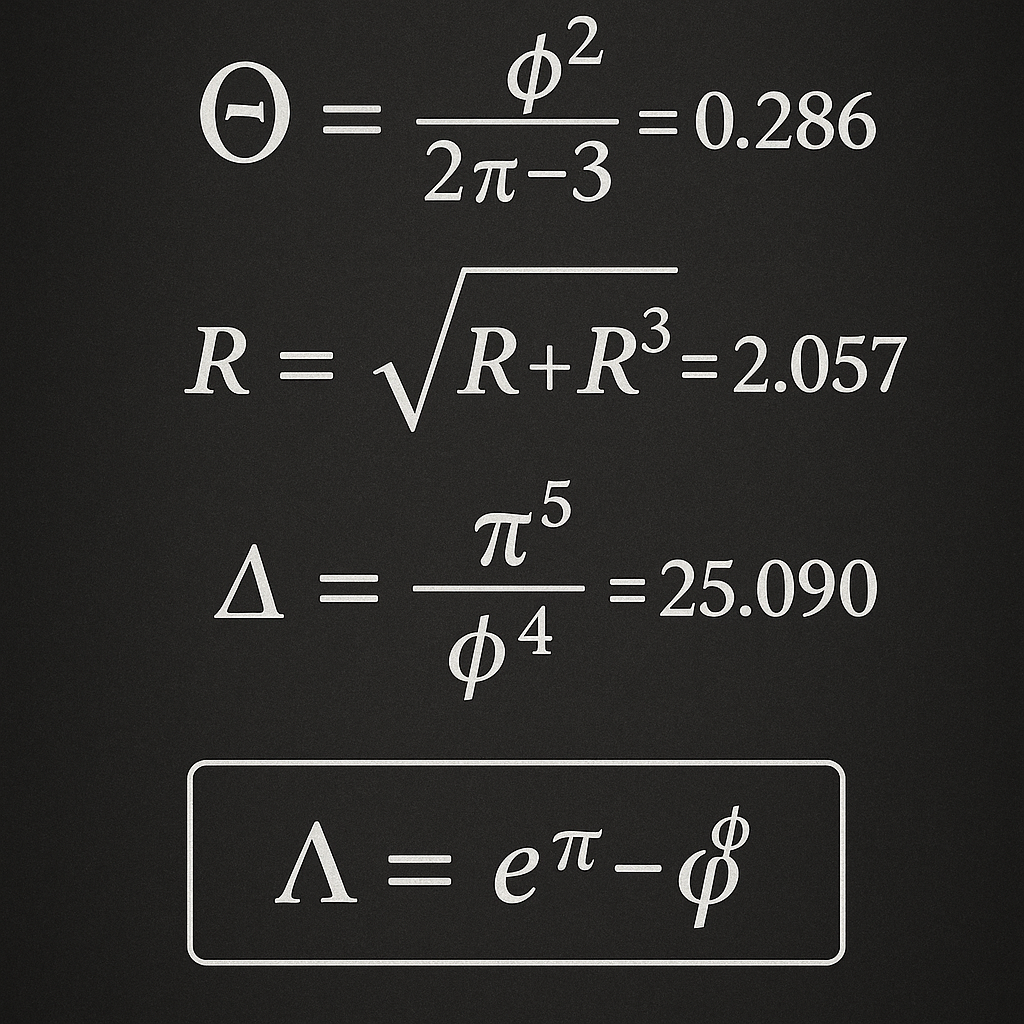 Θ = ϕ²/(2π−3) = 0.286
R = √(R+R³) = 2.057
Δ = π⁵/ϕ⁴ = 25.090
Λ = e^π − ϕ^ϕ